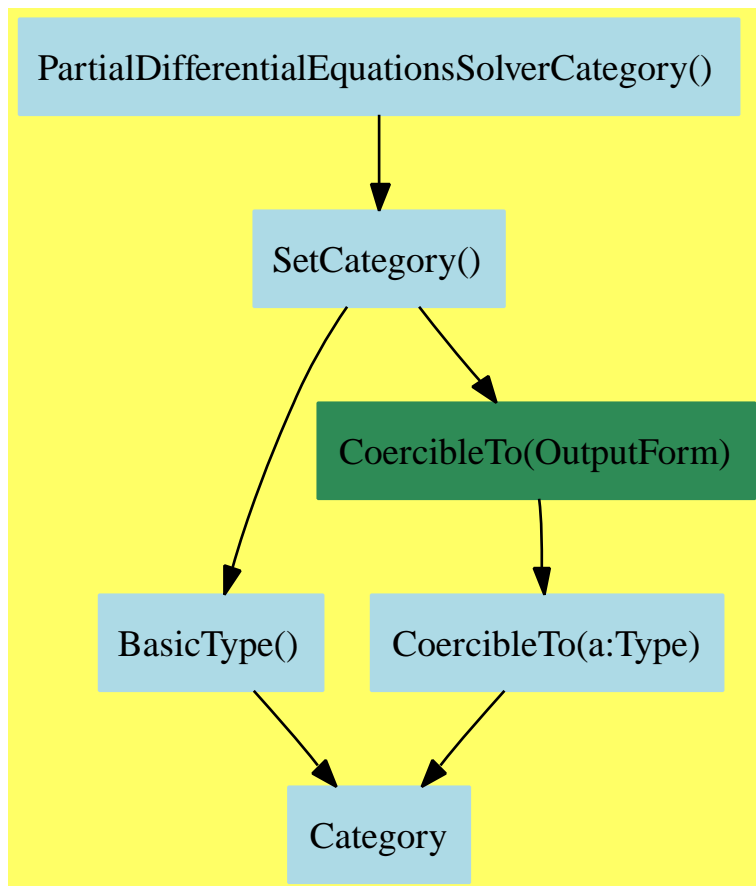 PartialDifferentialEquationsSolverCategory()
SetCategory()
CoercibleTo(OutputForm)
BasicType()
CoercibleTo(a:Type)
Category